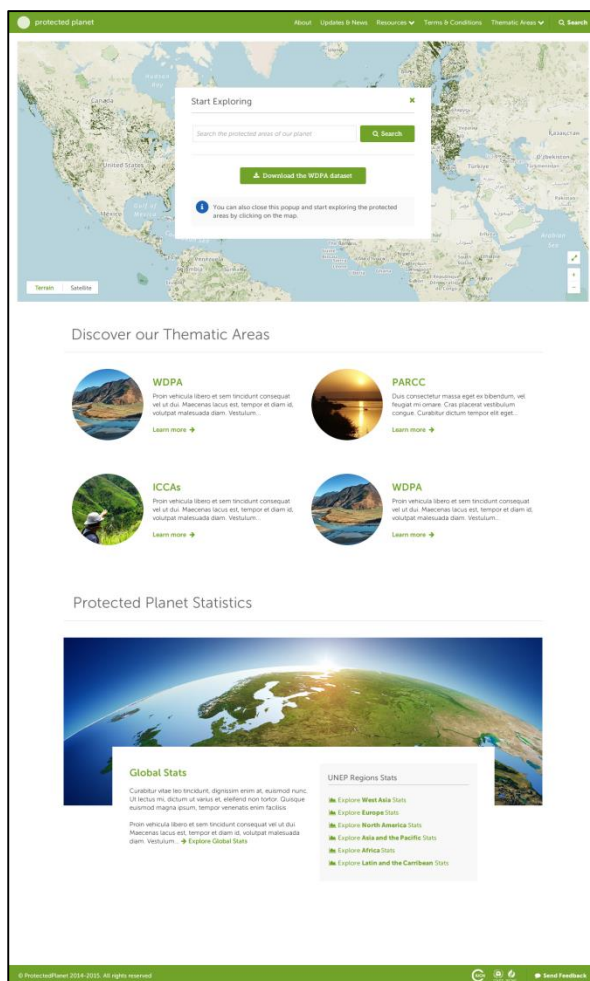 protected planet
About Updates & News Resources Terms & Conditions Thematic Areas Search
Canada
United States
Mexico
Venezuela
Türkiye
Pakistan
Start Exploring
Search the protected areas of our planet
Search
Download the WDPA dataset
You can also close this popup and start exploring the protected
areas by clicking on the map.
Terrain Satellite
Discover our Thematic Areas
WDPA
Proin vehicula libero et sem tincidunt consequat
vel ut dui. Maecenas lacus est, tempor et diam id,
volutpat malesuada diam. Vestulum...
Learn more
PARCC
Duis consectetur massa eget ex bibendum, vel
feugiat mi ornare. Cras placerat vestibulum
congue. Curabitur dictum tempor elit eget...
Learn more
ICCAs
Proin vehicula libero et sem tincidunt consequat
vel ut dui. Maecenas lacus est, tempor et diam id,
volutpat malesuada diam. Vestulum...
Learn more
WDPA
Proin vehicula libero et sem tincidunt consequat
vel ut dui. Maecenas lacus est, tempor et diam id,
volutpat malesuada diam. Vestulum...
Learn more
Protected Planet Statistics
Global Stats
Curabitur vitae leo tincidunt, dignissim enim at, euismod nunc.
Ut lectus mi, dictum ut varius et, eleifend non tortor. Quisque
euismod magna ipsum, tempor venenatis enim facilisis.
Proin vehicula libero et sem tincidunt consequat vel ut dui.
Maecenas lacus est, tempor et diam id, volutpat malesuada
diam. Vestulum... Explore Global Stats
UNEP Regions Stats
Explore West Asia Stats
Explore Europe Stats
Explore North America Stats
Explore Asia and the Pacific Stats
Explore Africa Stats
Explore Latin and the Carribean Stats
© ProtectedPlanet 2014-2015. All rights reserved
IUCN
Send Feedback